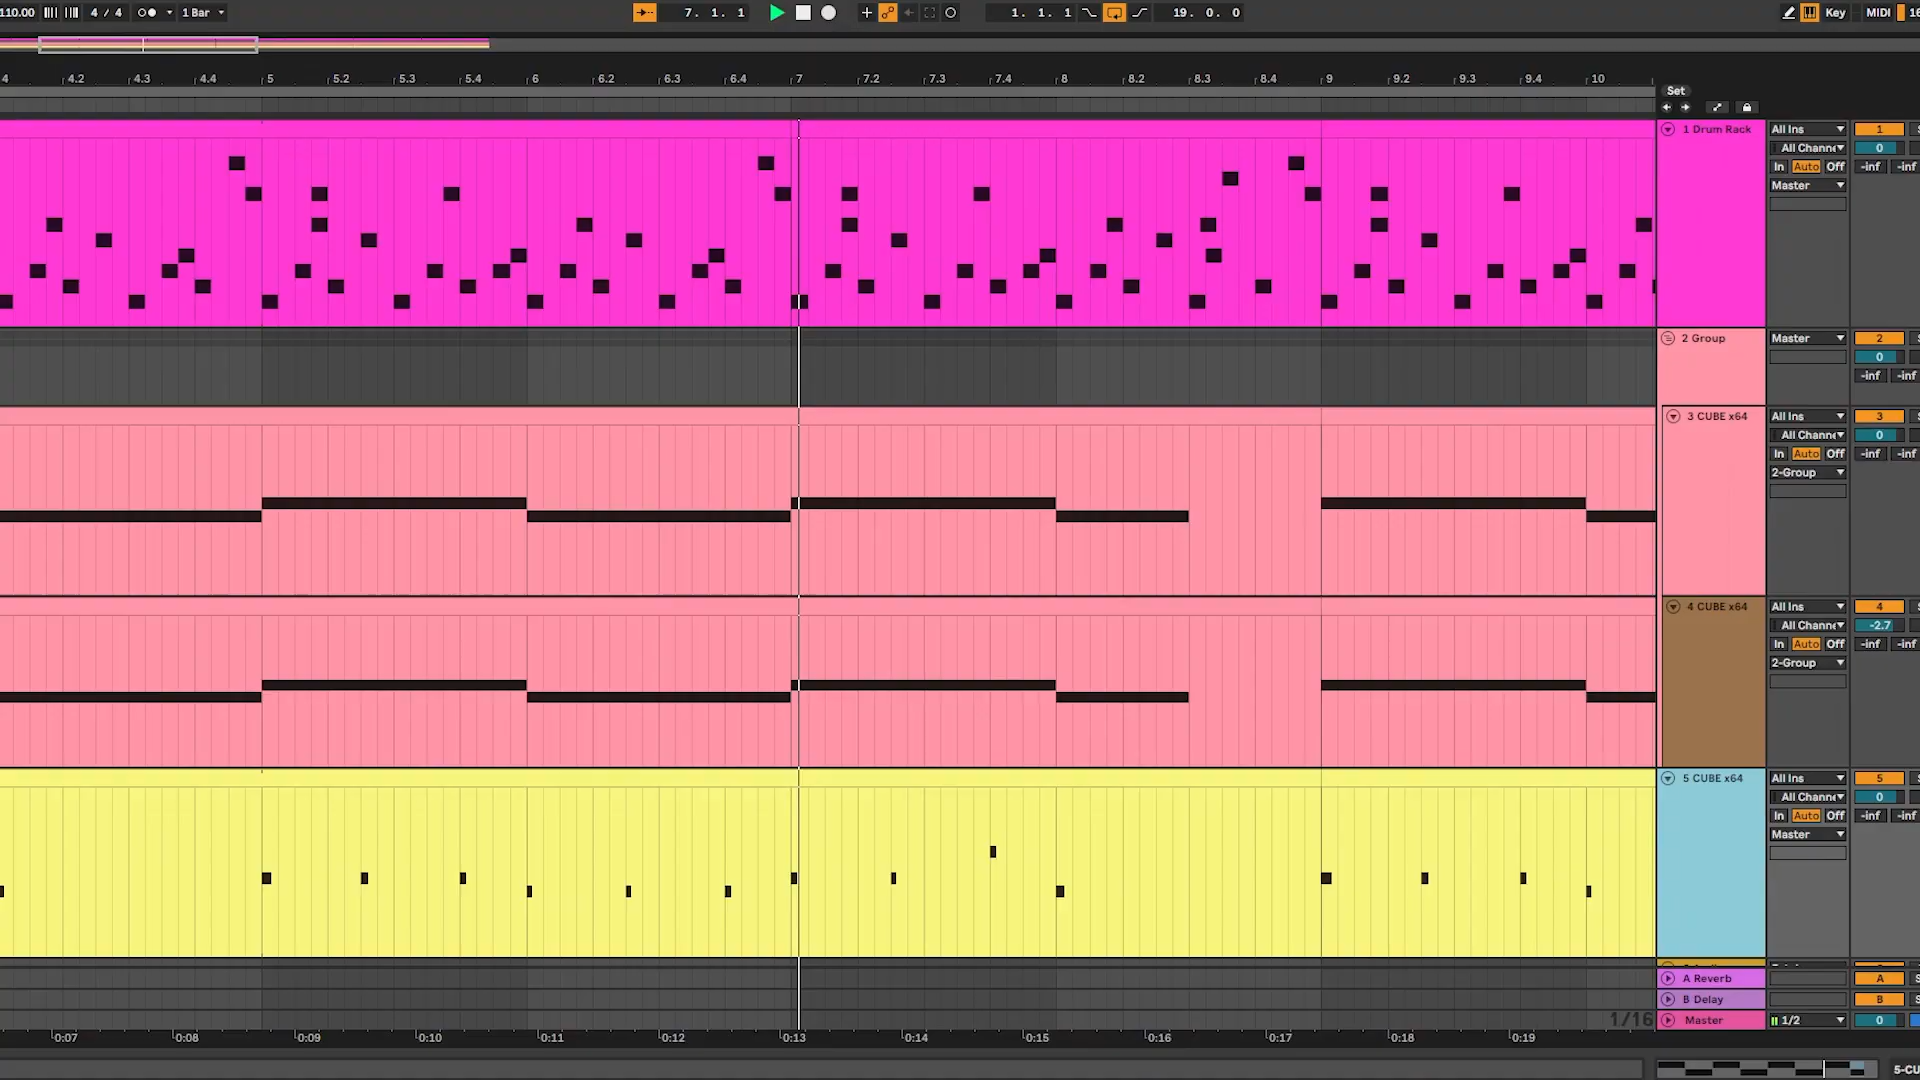 110.00 4 / 4 1 Bar 7. 1. 1 1. 1. 1 19. 0. 0 Key MIDI
4 4.2 4.3 4.4 5 5.2 5.3 5.4 6 6.2 6.3 6.4 7 7.2 7.3 7.4 8 8.2 8.3 8.4 9 9.2 9.3 9.4 10
Set
1 Drum Rack All Ins 1 S
All Channe 0
In Auto Off -inf -inf
Master
2 Group Master 2 S
0
-inf -inf
3 CUBE x64 All Ins 3 S
All Channe 0
In Auto Off -inf -inf
2-Group
4 CUBE x64 All Ins 4 S
All Channe -2.7
In Auto Off -inf -inf
2-Group
5 CUBE x64 All Ins 5 S
All Channe 0
In Auto Off -inf -inf
Master
A Reverb A S
B Delay B S
1/16 Master 1/2 0
0:07 0:08 0:09 0:10 0:11 0:12 0:13 0:14 0:15 0:16 0:17 0:18 0:19
5-CU